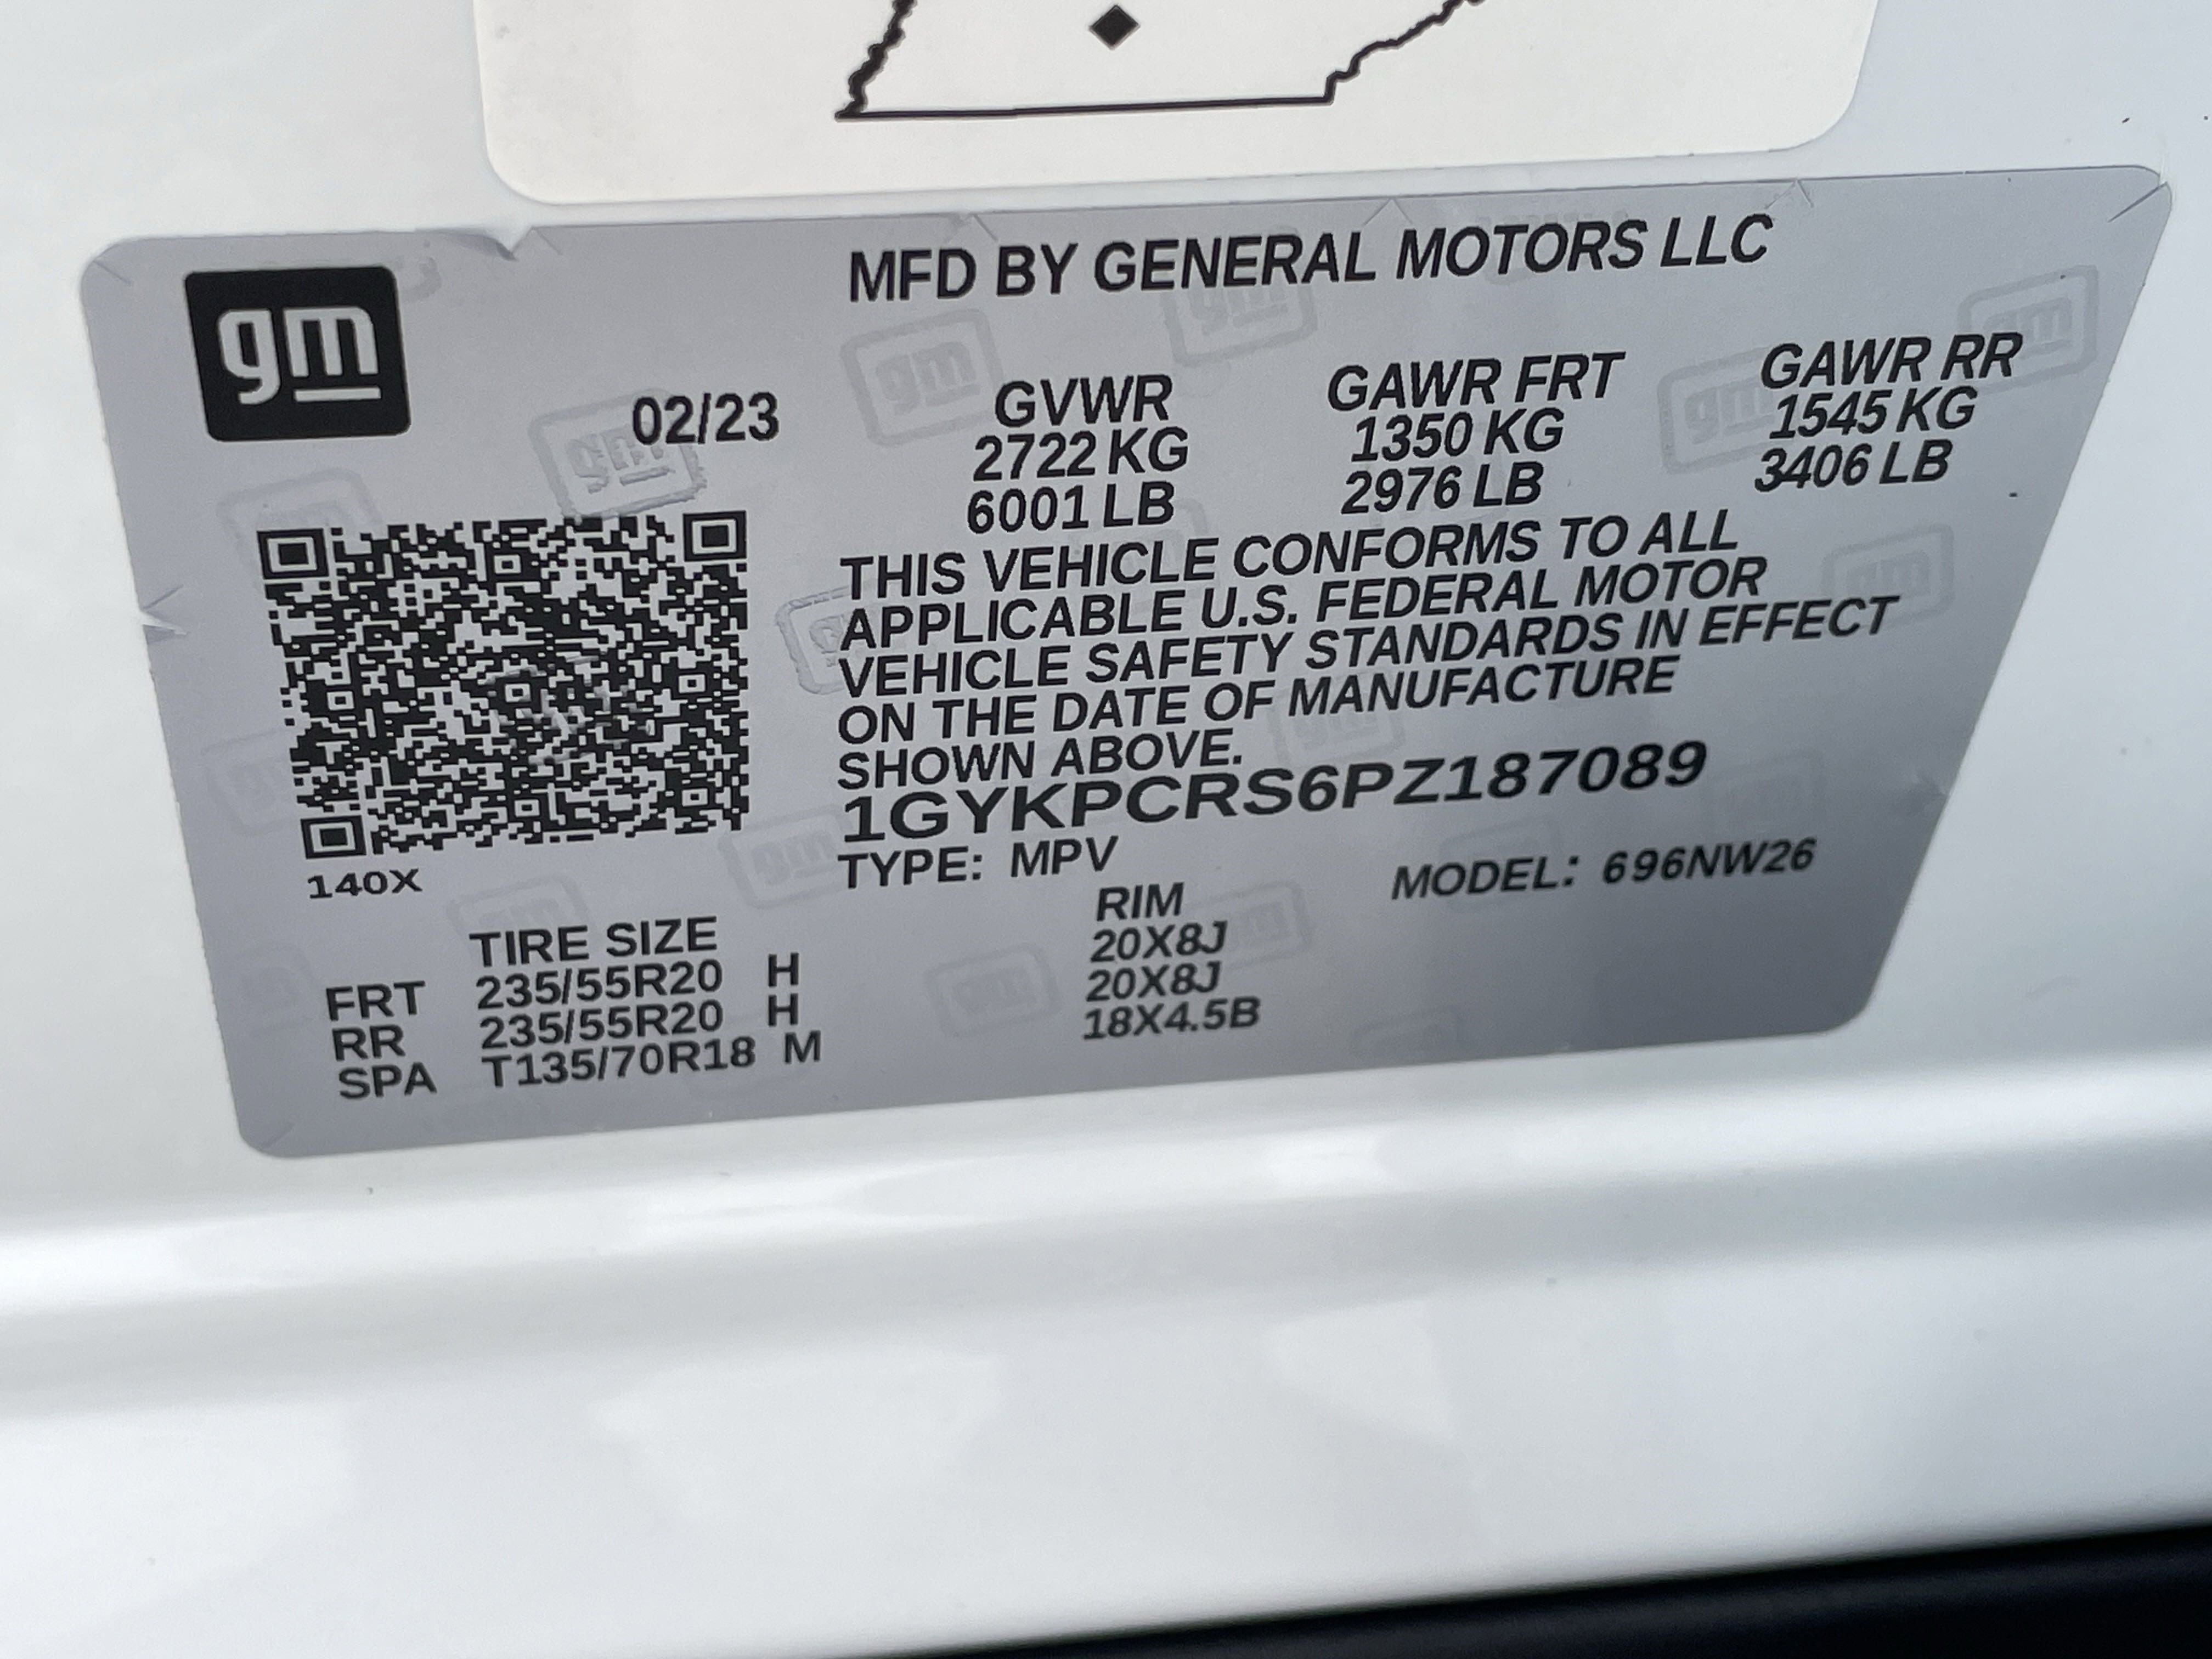 gm
MFD BY GENERAL MOTORS LLC
02/23
GVWR GAWR FRT GAWR RR
2722 KG 1350 KG 1545 KG
6001 LB 2976 LB 3406 LB
THIS VEHICLE CONFORMS TO ALL
APPLICABLE U.S. FEDERAL MOTOR
VEHICLE SAFETY STANDARDS IN EFFECT
ON THE DATE OF MANUFACTURE
SHOWN ABOVE.
1GYKPCRS6PZ187089
TYPE: MPV MODEL: 696NW26
140X
TIRE SIZE RIM
FRT 235/55R20 H 20X8J
RR 235/55R20 H 20X8J
SPA T135/70R18 M 18X4.5B